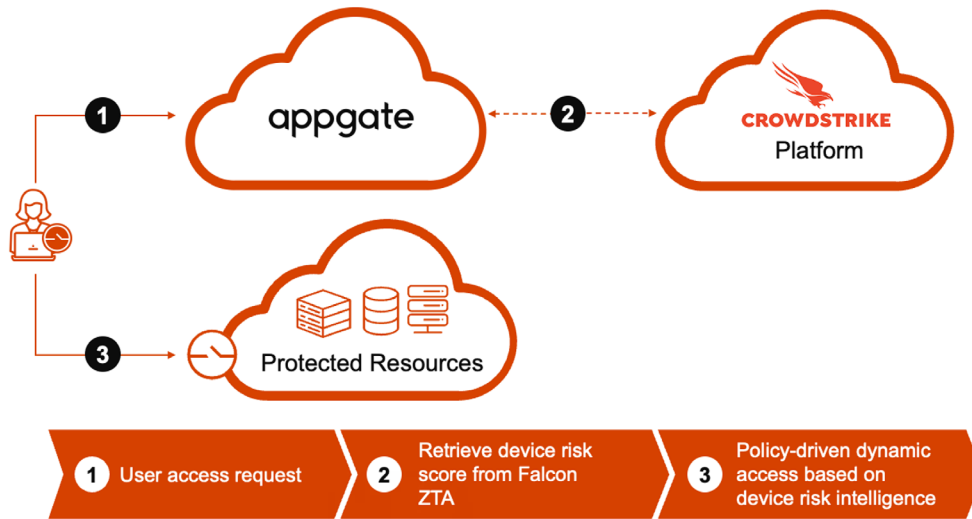 1
appgate
2
CROWDSTRIKE
Platform
3
Protected Resources
1
User access request
2
Retrieve device risk
score from Falcon
ZTA
3
Policy-driven dynamic
access based on
device risk intelligence